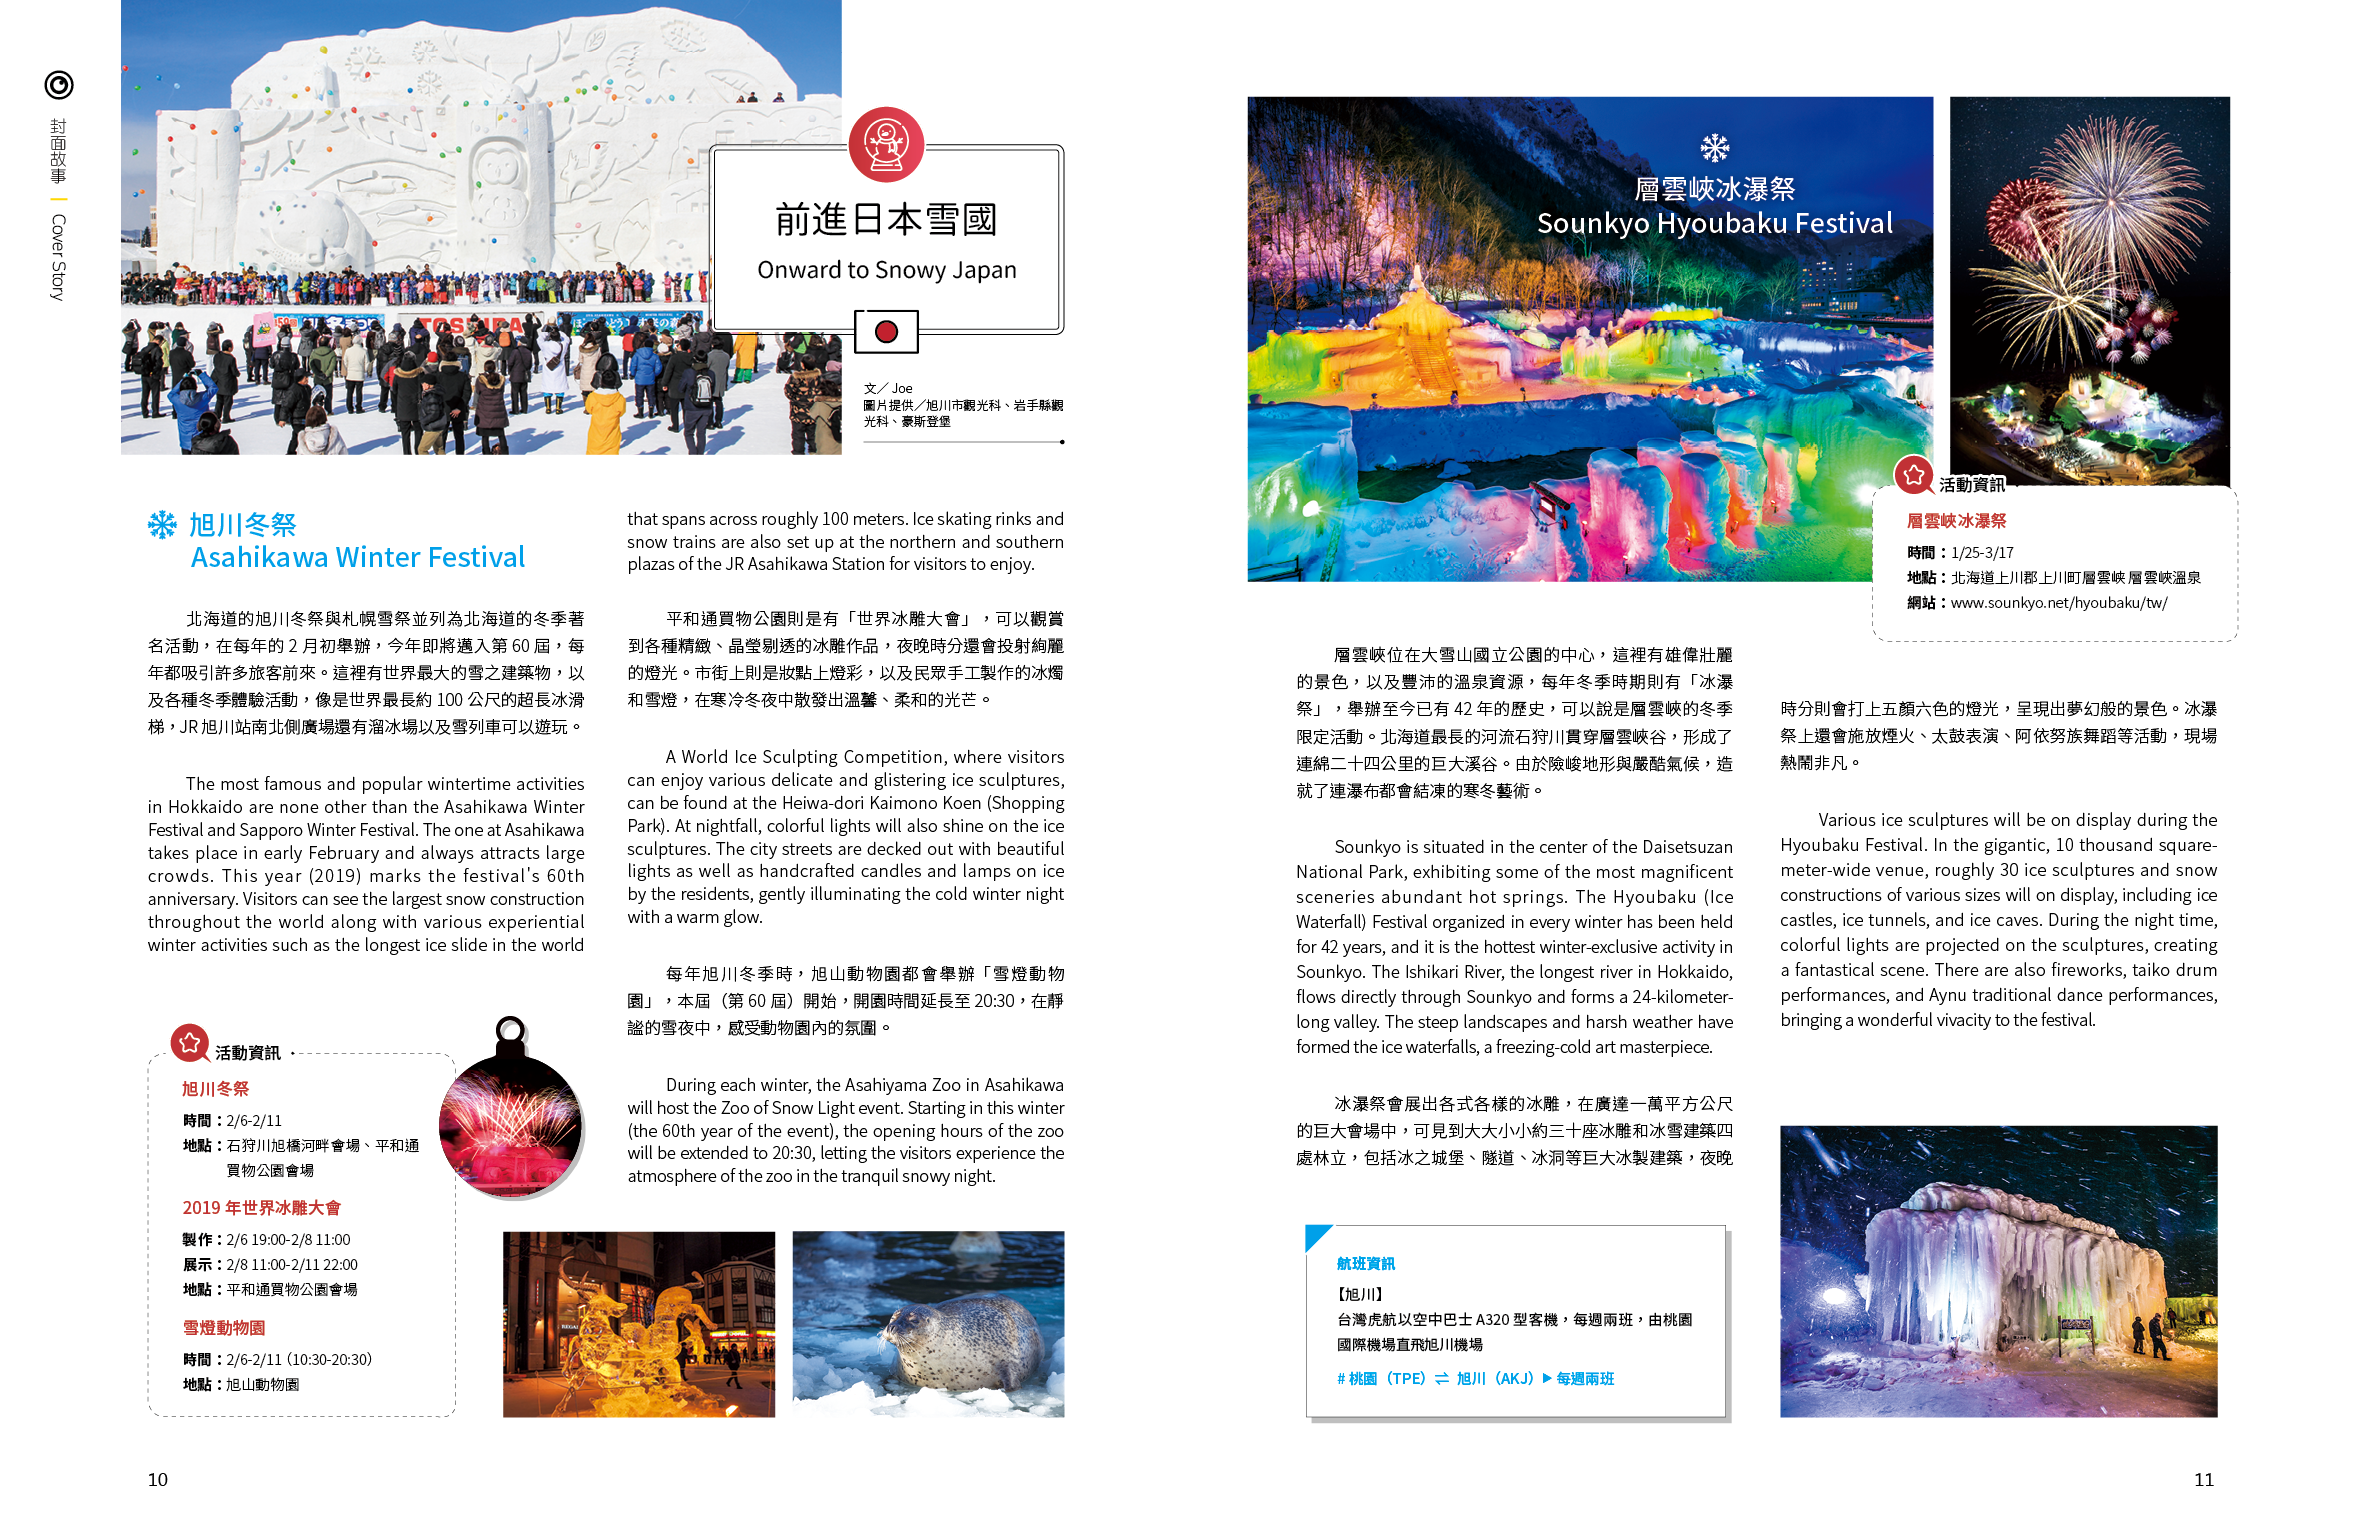 封面故事 | Cover Story
前進日本雪國
Onward to Snowy Japan
文／ Joe
圖片提供／旭川市觀光科、岩手縣觀
光科、豪斯登堡
旭川冬祭
Asahikawa Winter Festival
北海道的旭川冬祭與札幌雪祭並列為北海道的冬季著
名活動，在每年的 2 月初舉辦，今年即將邁入第 60 屆，每
年都吸引許多旅客前來。這裡有世界最大的雪之建築物，以
及各種冬季體驗活動，像是世界最長約 100 公尺的超長冰滑
梯，JR 旭川站南北側廣場還有溜冰場以及雪列車可以遊玩。
The most famous and popular wintertime activities
in Hokkaido are none other than the Asahikawa Winter
Festival and Sapporo Winter Festival. The one at Asahikawa
takes place in early February and always attracts large
crowds. This year (2019) marks the festival's 60th
anniversary. Visitors can see the largest snow construction
throughout the world along with various experiential
winter activities such as the longest ice slide in the world
that spans across roughly 100 meters. Ice skating rinks and
snow trains are also set up at the northern and southern
plazas of the JR Asahikawa Station for visitors to enjoy.
平和通買物公園則是有「世界冰雕大會」，可以觀賞
到各種精緻、晶瑩剔透的冰雕作品，夜晚時分還會投射絢麗
的燈光。市街上則是妝點上燈彩，以及民眾手工製作的冰燭
和雪燈，在寒冷冬夜中散發出溫馨、柔和的光芒。
A World Ice Sculpting Competition, where visitors
can enjoy various delicate and glistering ice sculptures,
can be found at the Heiwa-dori Kaimono Koen (Shopping
Park). At nightfall, colorful lights will also shine on the ice
sculptures. The city streets are decked out with beautiful
lights as well as handcrafted candles and lamps on ice
by the residents, gently illuminating the cold winter night
with a warm glow.
每年旭川冬季時，旭山動物園都會舉辦「雪燈動物
園」，本屆（第 60 屆）開始，開園時間延長至 20:30，在靜
謐的雪夜中，感受動物園內的氛圍。
During each winter, the Asahiyama Zoo in Asahikawa
will host the Zoo of Snow Light event. Starting in this winter
(the 60th year of the event), the opening hours of the zoo
will be extended to 20:30, letting the visitors experience the
atmosphere of the zoo in the tranquil snowy night.
活動資訊
旭川冬祭
時間：2/6-2/11
地點：石狩川旭橋河畔會場、平和通
買物公園會場
2019 年世界冰雕大會
製作：2/6 19:00-2/8 11:00
展示：2/8 11:00-2/11 22:00
地點：平和通買物公園會場
雪燈動物園
時間：2/6-2/11（10:30-20:30）
地點：旭山動物園
10
TOSHIBA
層雲峽冰瀑祭
Sounkyo Hyoubaku Festival
活動資訊
層雲峽冰瀑祭
時間：1/25-3/17
地點：北海道上川郡上川町層雲峽 層雲峽溫泉
網站：www.sounkyo.net/hyoubaku/tw/
層雲峽位在大雪山國立公園的中心，這裡有雄偉壯麗
的景色，以及豐沛的溫泉資源，每年冬季時期則有「冰瀑
祭」，舉辦至今已有 42 年的歷史，可以說是層雲峽的冬季
限定活動。北海道最長的河流石狩川貫穿層雲峽谷，形成了
連綿二十四公里的巨大溪谷。由於險峻地形與嚴酷氣候，造
就了連瀑布都會結凍的寒冬藝術。
Sounkyo is situated in the center of the Daisetsuzan
National Park, exhibiting some of the most magnificent
sceneries abundant hot springs. The Hyoubaku (Ice
Waterfall) Festival organized in every winter has been held
for 42 years, and it is the hottest winter-exclusive activity in
Sounkyo. The Ishikari River, the longest river in Hokkaido,
flows directly through Sounkyo and forms a 24-kilometer-
long valley. The steep landscapes and harsh weather have
formed the ice waterfalls, a freezing-cold art masterpiece.
冰瀑祭會展出各式各樣的冰雕，在廣達一萬平方公尺
的巨大會場中，可見到大大小小約三十座冰雕和冰雪建築四
處林立，包括冰之城堡、隧道、冰洞等巨大冰製建築，夜晚
時分則會打上五顏六色的燈光，呈現出夢幻般的景色。冰瀑
祭上還會施放煙火、太鼓表演、阿依努族舞蹈等活動，現場
熱鬧非凡。
Various ice sculptures will be on display during the
Hyoubaku Festival. In the gigantic, 10 thousand square-
meter-wide venue, roughly 30 ice sculptures and snow
constructions of various sizes will on display, including ice
castles, ice tunnels, and ice caves. During the night time,
colorful lights are projected on the sculptures, creating
a fantastical scene. There are also fireworks, taiko drum
performances, and Aynu traditional dance performances,
bringing a wonderful vivacity to the festival.
航班資訊
【旭川】
台灣虎航以空中巴士 A320 型客機，每週兩班，由桃園
國際機場直飛旭川機場
# 桃園（TPE）⇌ 旭川（AKJ）▶ 每週兩班
11